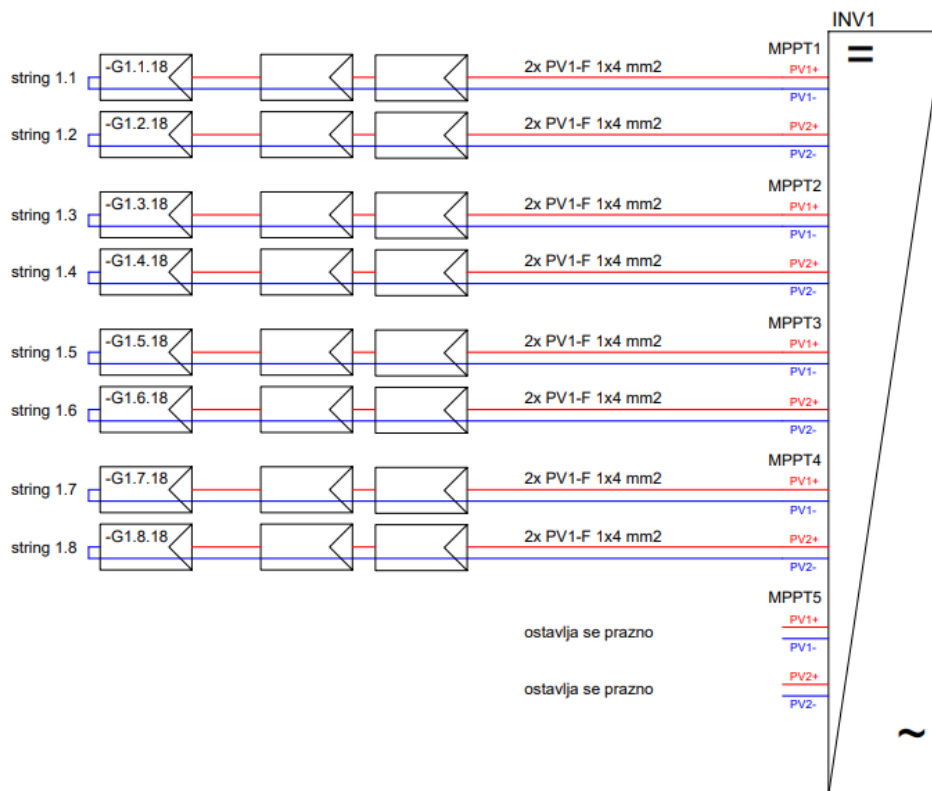 INV1
MPPT1
=
string 1.1
-G1.1.18
2x PV1-F 1x4 mm2
PV1+
PV1-
string 1.2
-G1.2.18
2x PV1-F 1x4 mm2
PV2+
PV2-
MPPT2
string 1.3
-G1.3.18
2x PV1-F 1x4 mm2
PV1+
PV1-
string 1.4
-G1.4.18
2x PV1-F 1x4 mm2
PV2+
PV2-
MPPT3
string 1.5
-G1.5.18
2x PV1-F 1x4 mm2
PV1+
PV1-
string 1.6
-G1.6.18
2x PV1-F 1x4 mm2
PV2+
PV2-
MPPT4
string 1.7
-G1.7.18
2x PV1-F 1x4 mm2
PV1+
PV1-
string 1.8
-G1.8.18
2x PV1-F 1x4 mm2
PV2+
PV2-
MPPT5
ostavlja se prazno
PV1+
PV1-
ostavlja se prazno
PV2+
PV2-
~